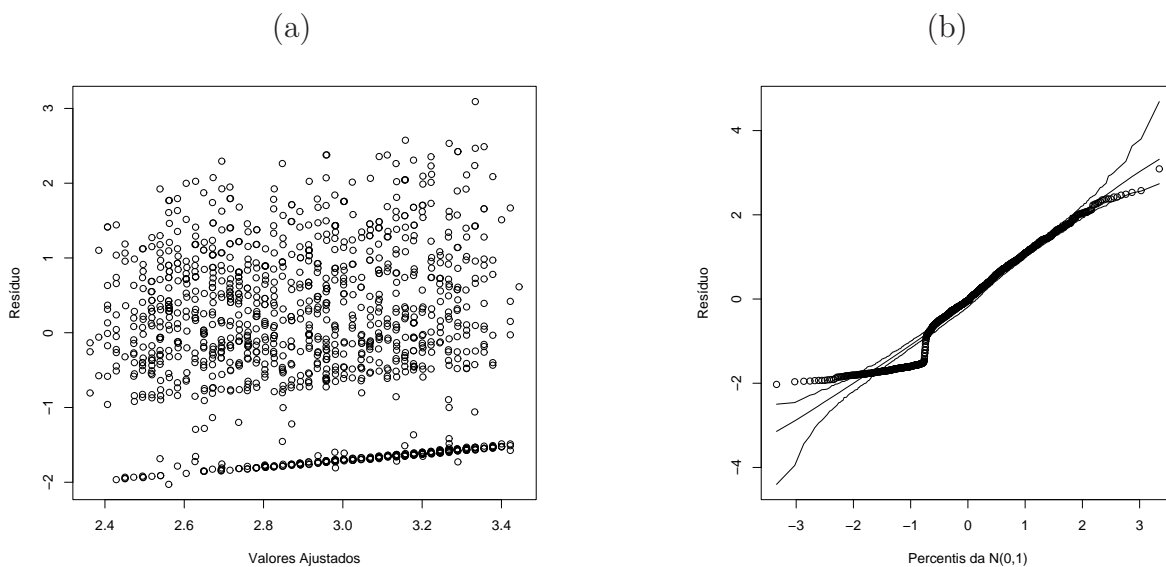 (a)
(b)
3
2
1
0
−1
−2
Resíduo
2.4 2.6 2.8 3.0 3.2 3.4
Valores Ajustados
4
2
0
−2
−4
Resíduo
−3 −2 −1 0 1 2 3
Percentis da N(0,1)